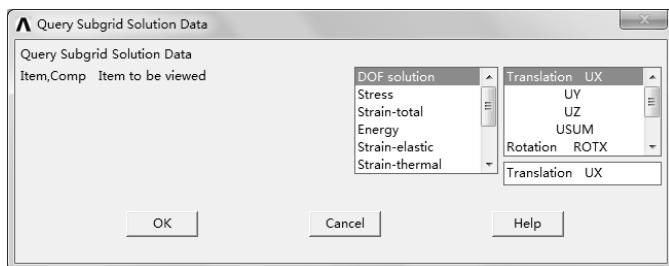 Query Subgrid Solution Data
Query Subgrid Solution Data
Item,Comp Item to be viewed
DOF solution
Stress
Strain-total
Energy
Strain-elastic
Strain-thermal
Translation UX
UY
UZ
USUM
Rotation ROTX
Translation UX
OK Cancel Help